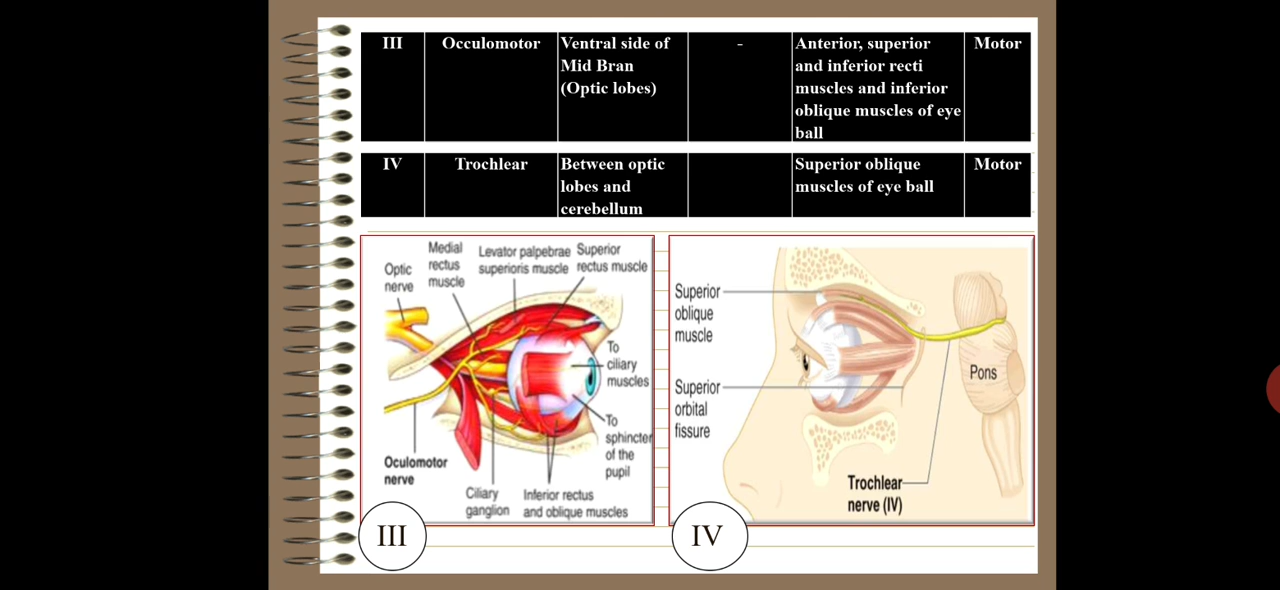 III
Occulomotor
Ventral side of
Mid Bran
(Optic lobes)
-
Anterior, superior
and inferior recti
muscles and inferior
oblique muscles of eye
ball
Motor
IV
Trochlear
Between optic
lobes and
cerebellum
Superior oblique
muscles of eye ball
Motor
Optic
nerve
Medial
rectus
muscle
Levator palpebrae
superioris muscle
Superior
rectus muscle
To
ciliary
muscles
To
sphincter
of the
pupil
Oculomotor
nerve
Ciliary
ganglion
Inferior rectus
and oblique muscles
III
Superior
oblique
muscle
Superior
orbital
fissure
Pons
Trochlear
nerve (IV)
IV